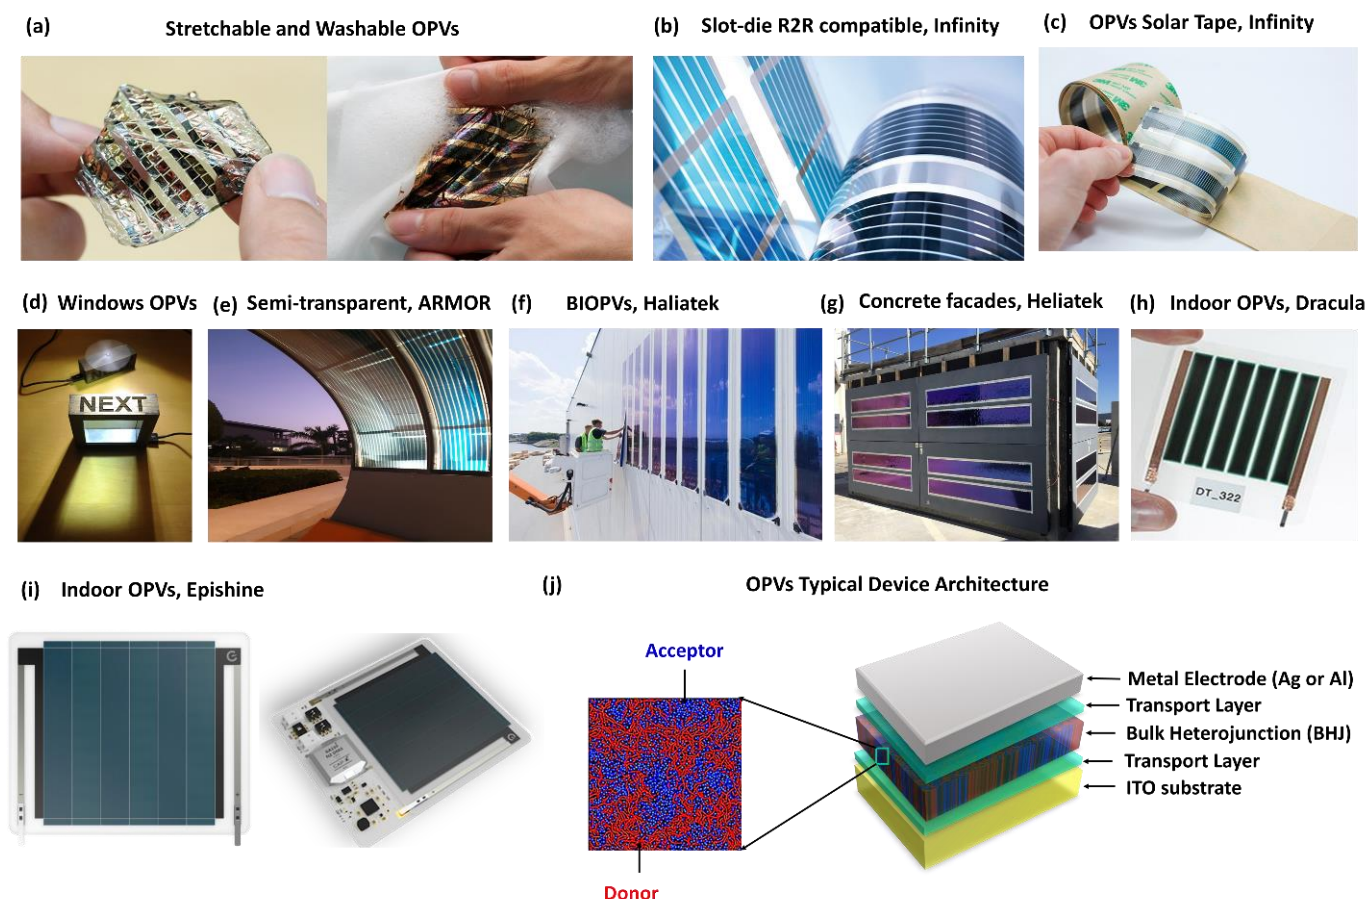 (a) Stretchable and Washable OPVs
(b) Slot-die R2R compatible, Infinity
(c) OPVs Solar Tape, Infinity
(d) Windows OPVs
(e) Semi-transparent, ARMOR
(f) BIOPVs, Haliatek
(g) Concrete facades, Heliatek
(h) Indoor OPVs, Dracula
NEXT
DT_322
(i) Indoor OPVs, Epishine
(j) OPVs Typical Device Architecture
Acceptor
Donor
Metal Electrode (Ag or Al)
Transport Layer
Bulk Heterojunction (BHJ)
Transport Layer
ITO substrate